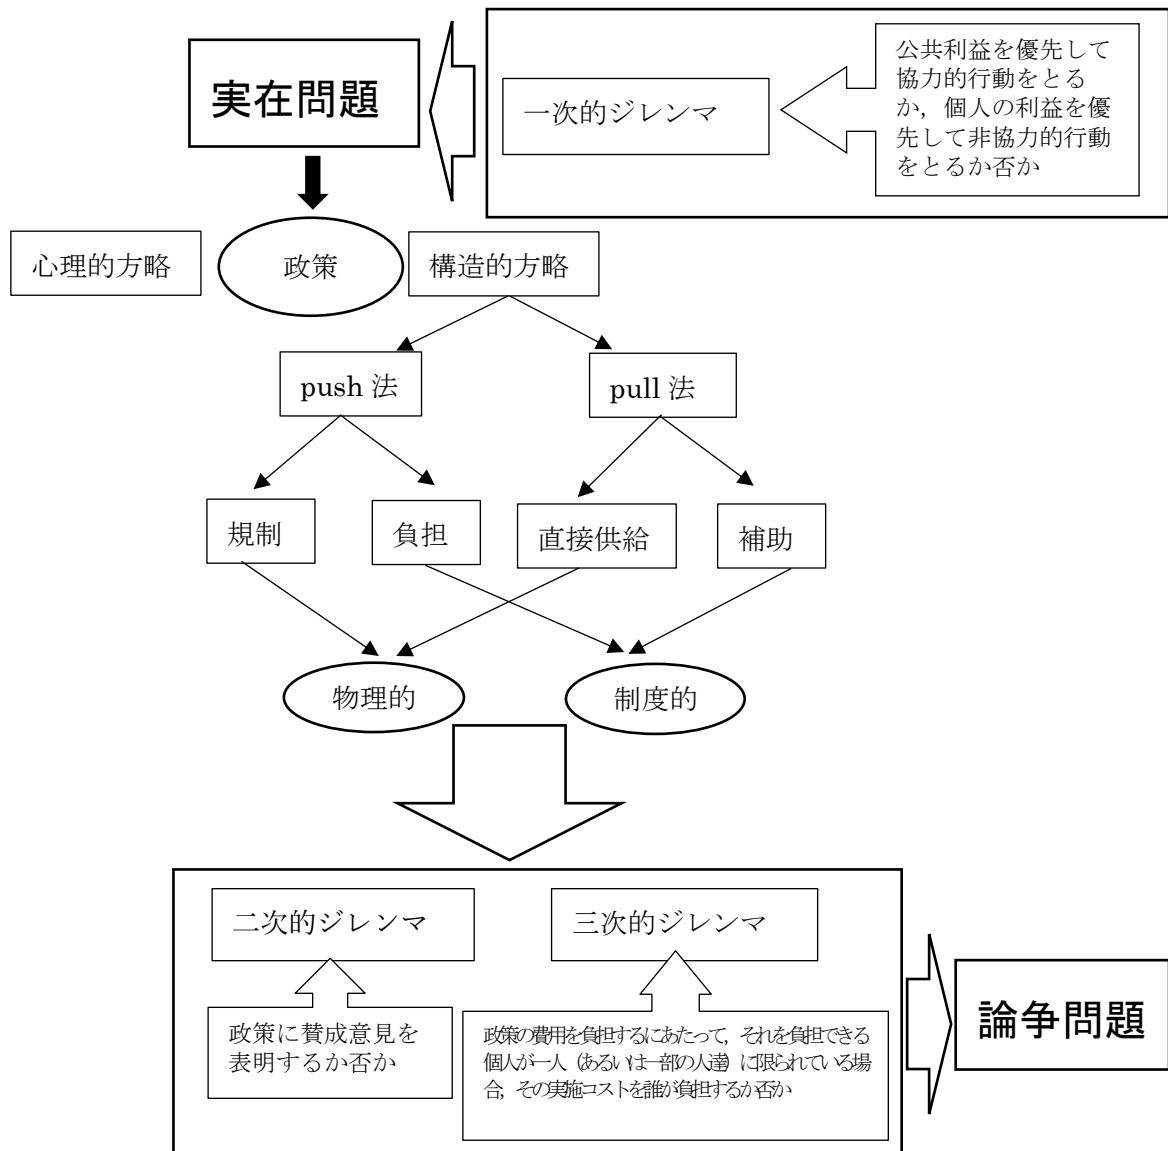 実在問題
一次的ジレンマ
公共利益を優先して
協力的行動をとる
か，個人の利益を優
先して非協力的行動
をとるか否か
心理的方略
政策
構造的方略
push 法
pull 法
規制
負担
直接供給
補助
物理的
制度的
二次的ジレンマ
三次的ジレンマ
政策に賛成意見を
表明するか否か
政策の費用を負担するにあたって，それを負担できる
個人が一人（あるいは一部の人達）に限られている場
合，その実施コストを誰が負担するか否か
論争問題